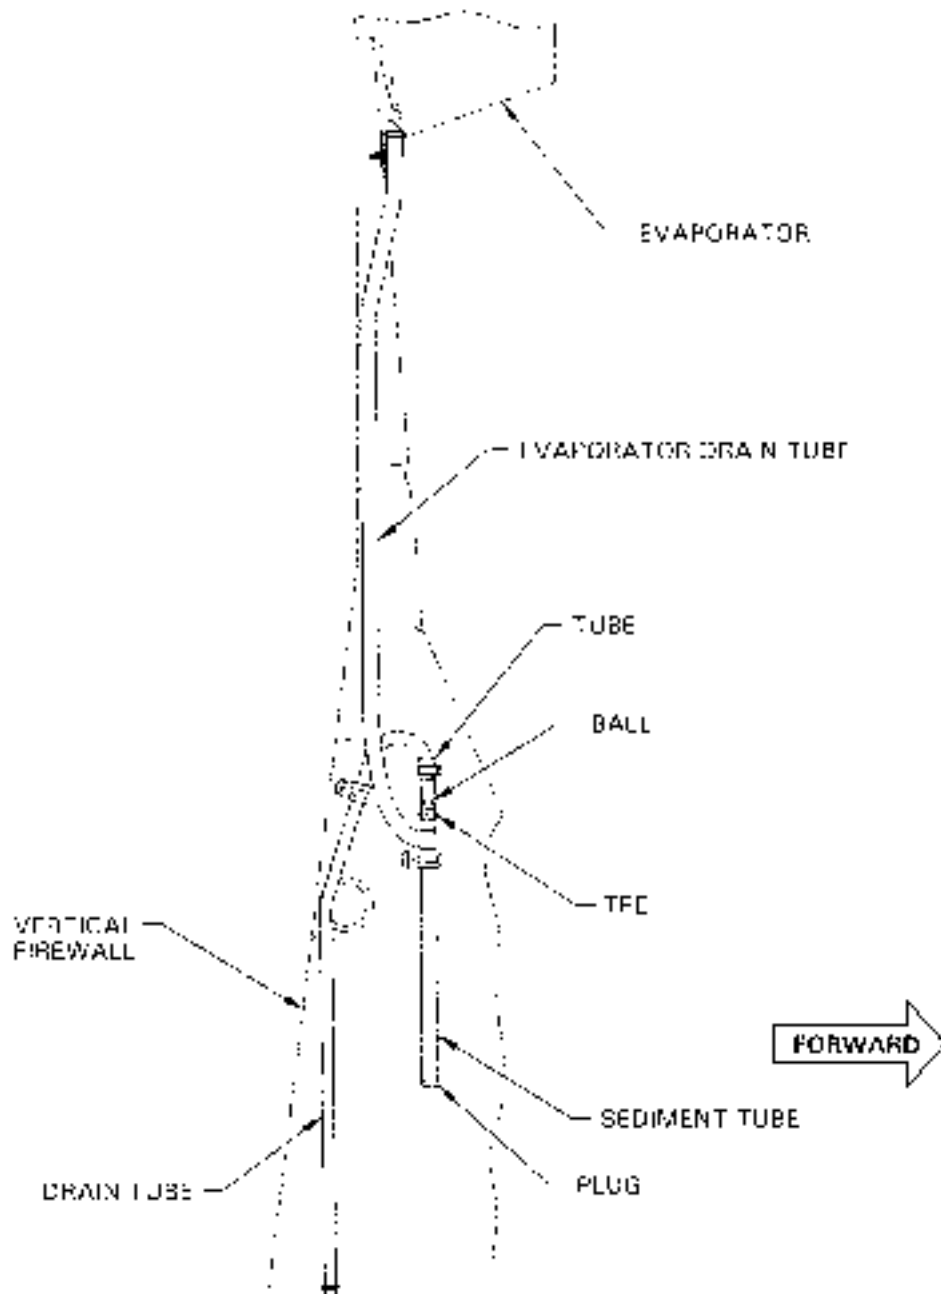 EVAPORATOR
EVAPORATOR DRAIN TUBE
TUBE
BALL
TEE
VERTICAL
FIREWALL
FORWARD
SEDIMENT TUBE
PLUG
DRAIN TUBE